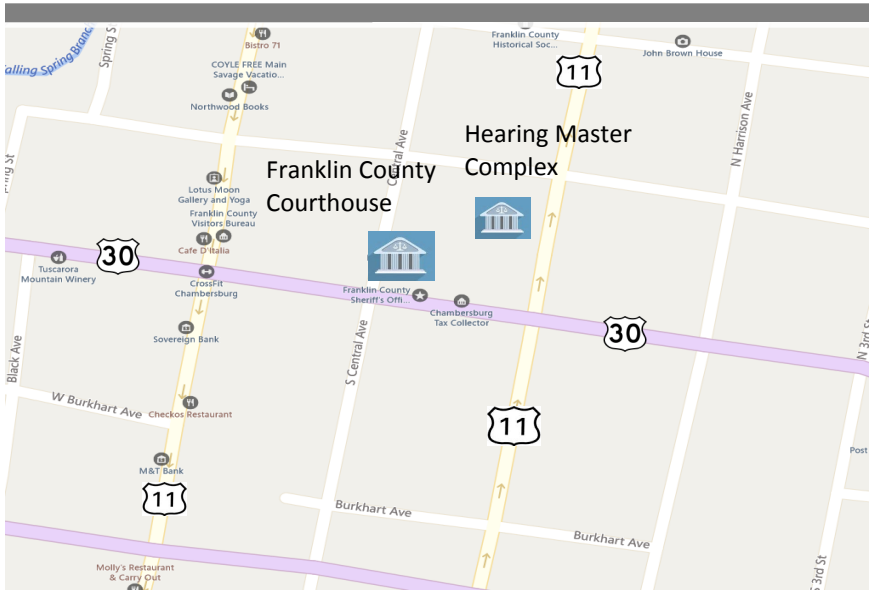 Bistro 71
Franklin County
Historical Soc...
John Brown House
Spring S
alling Spring Branc
COYLE FREE Main
Savage Vacatio...
11
Northwood Books
Hearing Master
Complex
N Harrison Ave
Central Ave
ring St
Franklin County
Courthouse
Lotus Moon
Gallery and Yoga
Franklin County
Visitors Bureau
Cafe D'Italia
30
Tuscarora
Mountain Winery
CrossFit
Chambersburg
Franklin County
Sheriff's Offi...
Chambersburg
Tax Collector
30
N 3rd St
Sovereign Bank
Black Ave
S Central Ave
W Burkhart Ave
Checkos Restaurant
11
Post
M&T Bank
11
Burkhart Ave
Burkhart Ave
Molly's Restaurant
& Carry Out
S 3rd St